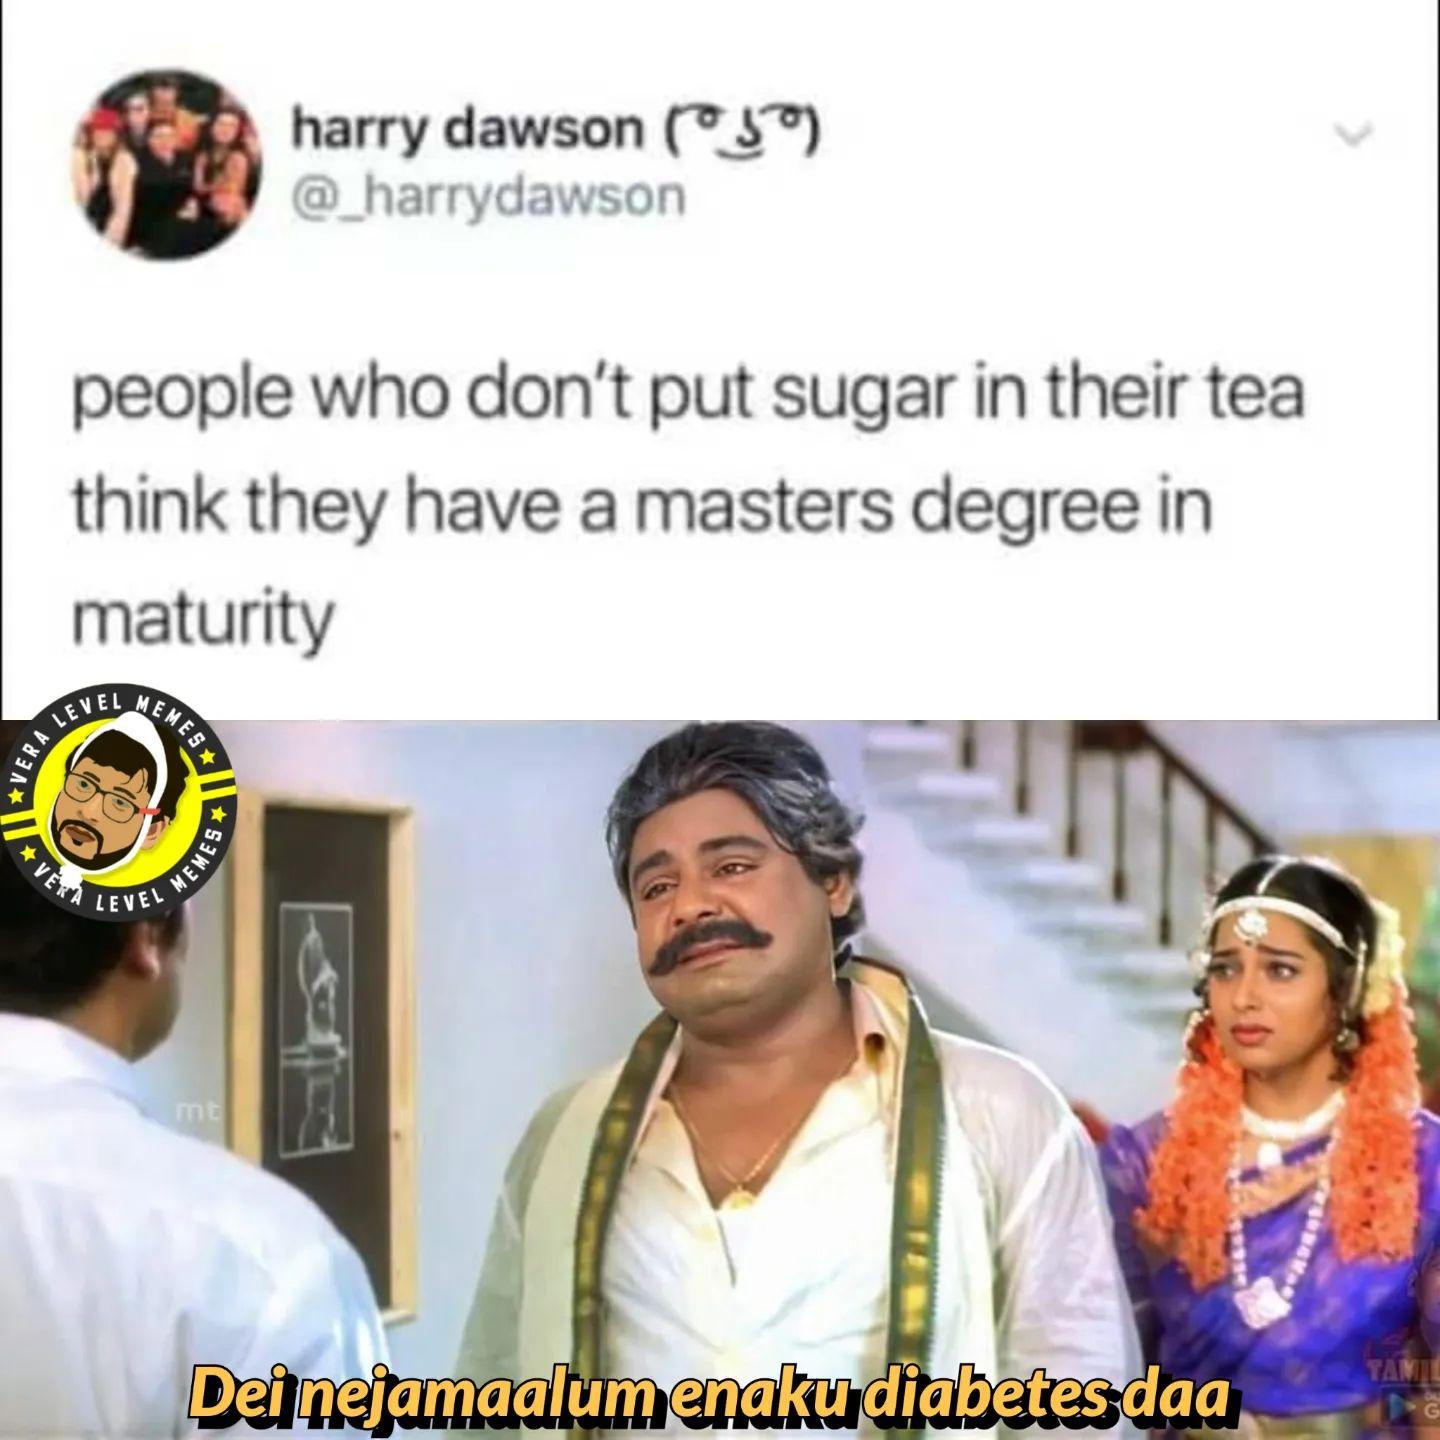 harry dawson ( ͡° ͜ʖ ͡°)
@_harrydawson
people who don't put sugar in their tea
think they have a masters degree in
maturity
VERA LEVEL MEMES
VERA LEVEL MEMES
mt
Dei nejamaalum enaku diabetes daa